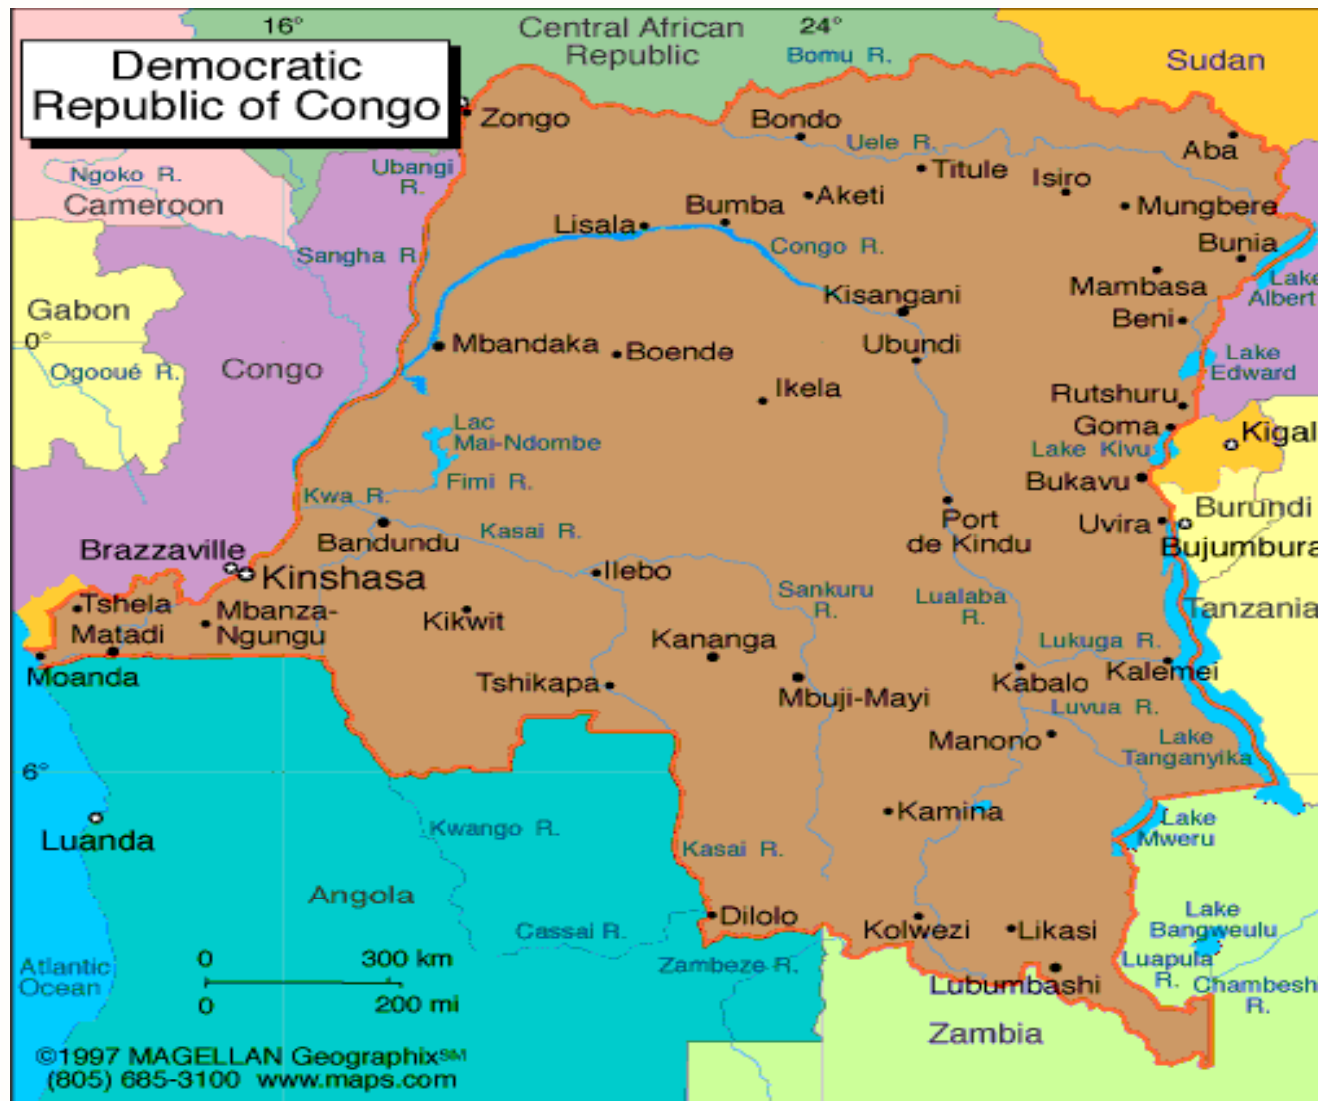 16°
Central African
Republic
24°
Bomu R.
Sudan
Democratic
Republic of Congo
Zongo
Bondo
Uele R.
Aba
Ubangi
R.
Ngoko R.
Cameroon
Titule
Isiro
Aketi
Mungbere
Lisala
Bumba
Sangha R
Congo R.
Bunia
Mambasa
Lake
Albert
Gabon
Kisangani
Beni
0°
Mbandaka
Boende
Ubundi
Ogooué R.
Congo
Lake
Edward
Ikela
Rutshuru
Goma
Kigal
Lac
Mai-Ndombe
Lake Kivu
Fimi R.
Bukavu
Kwa R.
Kasai R.
Bandundu
Port
de Kindu
Uvira
Burundi
Bujumbura
Brazzaville
Kinshasa
Ilebo
Sankuru
R.
Lualaba
R.
Tshela
Matadi
Mbanza-
Ngungu
Kikwit
Tanzania
Kananga
Lukuga R.
Moanda
Tshikapa
Mbuji-Mayi
Kabalo
Kalemei
Luvua R.
Manono
Lake
Tanganyika
6°
Kamina
Lake
Mweru
Luanda
Kwango R.
Kasai R.
Angola
Dilolo
Kolwezi
Likasi
Lake
Bangweulu
Cassai R.
Zambeze R.
Luapula
R.
Chambesh
R.
Atlantic
Ocean
0 300 km
0 200 mi
Lubumbashi
Zambia
©1997 MAGELLAN Geographix℠
(805) 685-3100 www.maps.com